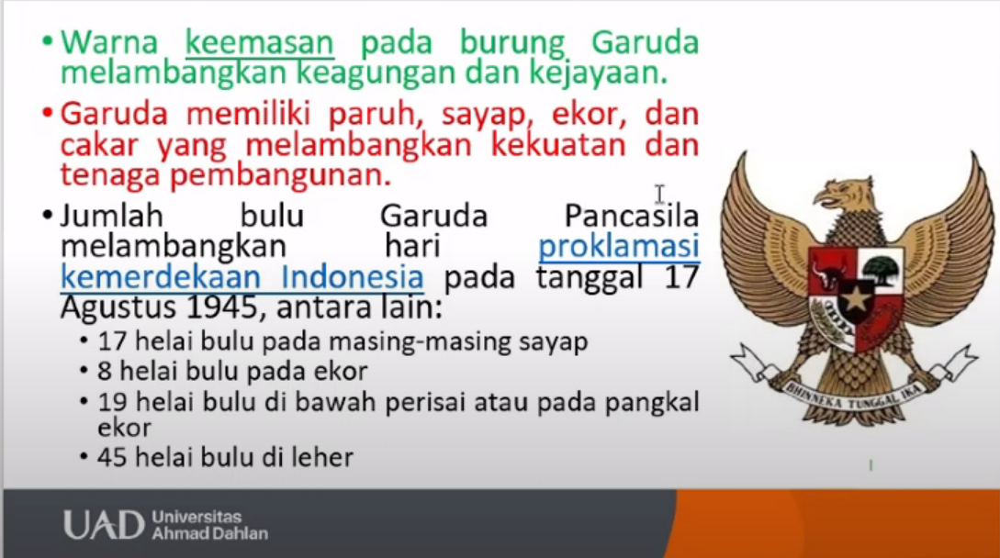 • Warna keemasan pada burung Garuda
melambangkan keagungan dan kejayaan.
• Garuda memiliki paruh, sayap, ekor, dan
cakar yang melambangkan kekuatan dan
tenaga pembangunan.
• Jumlah bulu Garuda Pancasila
melambangkan hari proklamasi
kemerdekaan Indonesia pada tanggal 17
Agustus 1945, antara lain:
• 17 helai bulu pada masing-masing sayap
• 8 helai bulu pada ekor
• 19 helai bulu di bawah perisai atau pada pangkal
ekor
• 45 helai bulu di leher
BHINNEKA TUNGGAL IKA
UAD Universitas
Ahmad Dahlan